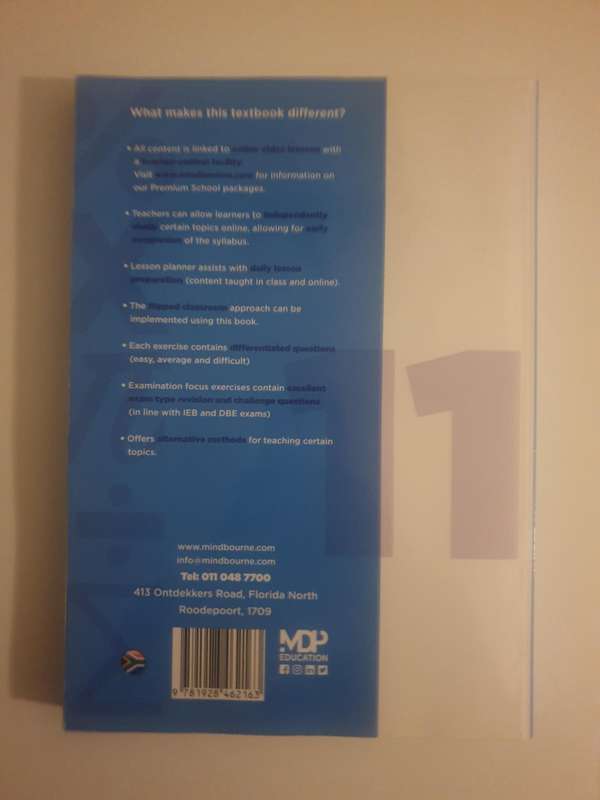 What makes this textbook different?
• All content is linked to online video lessons with
a teacher control facility.
Visit www.mindbourne.com for information on
our Premium School packages.
• Teachers can allow learners to independently
study certain topics online, allowing for early
completion of the syllabus.
• Lesson planner assists with daily lesson
preparation (content taught in class and online).
• The flipped classroom approach can be
implemented using this book.
• Each exercise contains differentiated questions
(easy, average and difficult)
• Examination focus exercises contain excellent
exam type revision and challenge questions
(in line with IEB and DBE exams)
• Offers alternative methods for teaching certain
topics.
11
www.mindbourne.com
info@mindbourne.com
Tel: 011 048 7700
413 Ontdekkers Road, Florida North
Roodepoort, 1709
MDP
EDUCATION
9 781928 462163